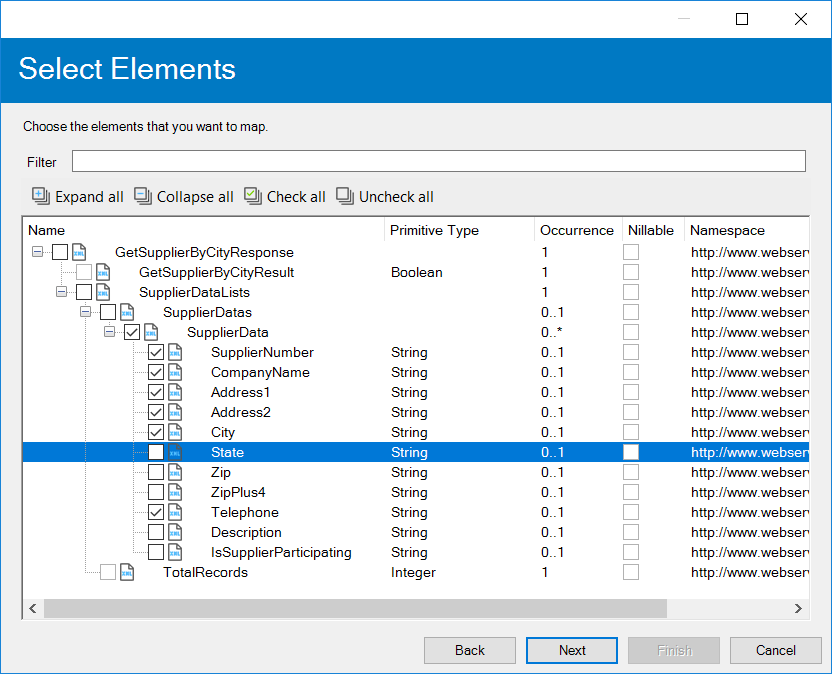 Select Elements
Choose the elements that you want to map.
Filter
Expand all Collapse all Check all Uncheck all
Name Primitive Type Occurrence Nillable Namespace
GetSupplierByCityResponse 1 http://www.webserv
GetSupplierByCityResult Boolean 1 http://www.webserv
SupplierDataLists 1 http://www.webserv
SupplierDatas 0..1 http://www.webserv
SupplierData 0..* http://www.webserv
SupplierNumber String 0..1 http://www.webserv
CompanyName String 0..1 http://www.webserv
Address1 String 0..1 http://www.webserv
Address2 String 0..1 http://www.webserv
City String 0..1 http://www.webserv
State String 0..1 http://www.webserv
Zip String 0..1 http://www.webserv
ZipPlus4 String 0..1 http://www.webserv
Telephone String 0..1 http://www.webserv
Description String 0..1 http://www.webserv
IsSupplierParticipating String 0..1 http://www.webserv
TotalRecords Integer 1 http://www.webserv
Back Next Finish Cancel